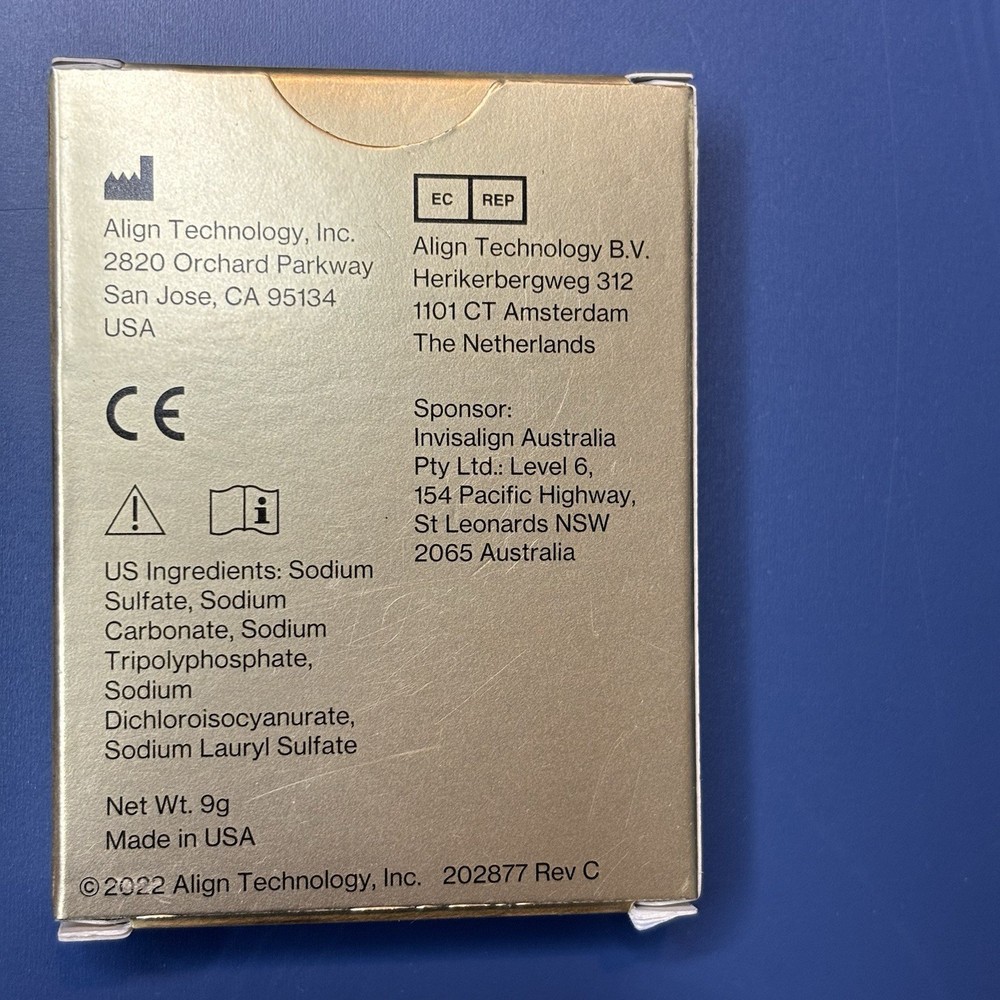 Align Technology, Inc.
2820 Orchard Parkway
San Jose, CA 95134
USA
CE
US Ingredients: Sodium
Sulfate, Sodium
Carbonate, Sodium
Tripolyphosphate,
Sodium
Dichloroisocyanurate,
Sodium Lauryl Sulfate
Net Wt. 9g
Made in USA
EC REP
Align Technology B.V.
Herikerbergweg 312
1101 CT Amsterdam
The Netherlands
Sponsor:
Invisalign Australia
Pty Ltd.: Level 6,
154 Pacific Highway,
St Leonards NSW
2065 Australia
©2022 Align Technology, Inc. 202877 Rev C